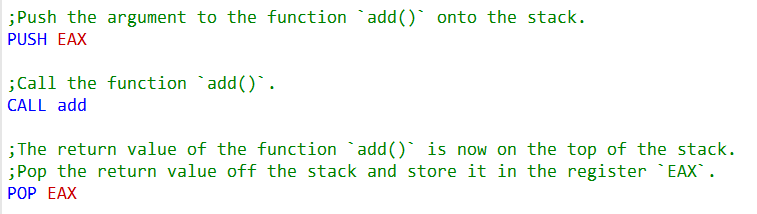 ;Push the argument to the function `add()` onto the stack.
PUSH EAX
;Call the function `add()`.
CALL add
;The return value of the function `add()` is now on the top of the stack.
;Pop the return value off the stack and store it in the register `EAX`.
POP EAX